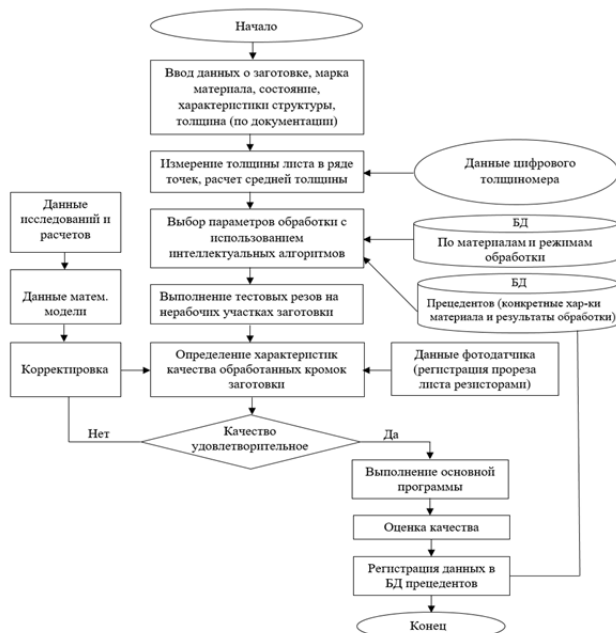 Начало
Ввод данных о заготовке, марка
материала, состояние,
характеристики структуры,
толщина (по документации)
Измерение толщины листа в ряде
точек, расчет средней толщины
Данные цифрового
толщиномера
Данные
исследований и
расчетов
Выбор параметров обработки с
использованием
интеллектуальных алгоритмов
БД
По материалам и режимам
обработки
БД
Прецедентов (конкретные хар-ки
материала и результаты обработки)
Данные матем.
модели
Выполнение тестовых резов на
нерабочих участках заготовки
Корректировка
Определение характеристик
качества обработанных кромок
заготовки
Данные фотодатчика
(регистрация прореза
листа резисторами)
Нет
Качество
удовлетворительное
Да
Выполнение основной
программы
Оценка качества
Регистрация данных в
БД прецедентов
Конец